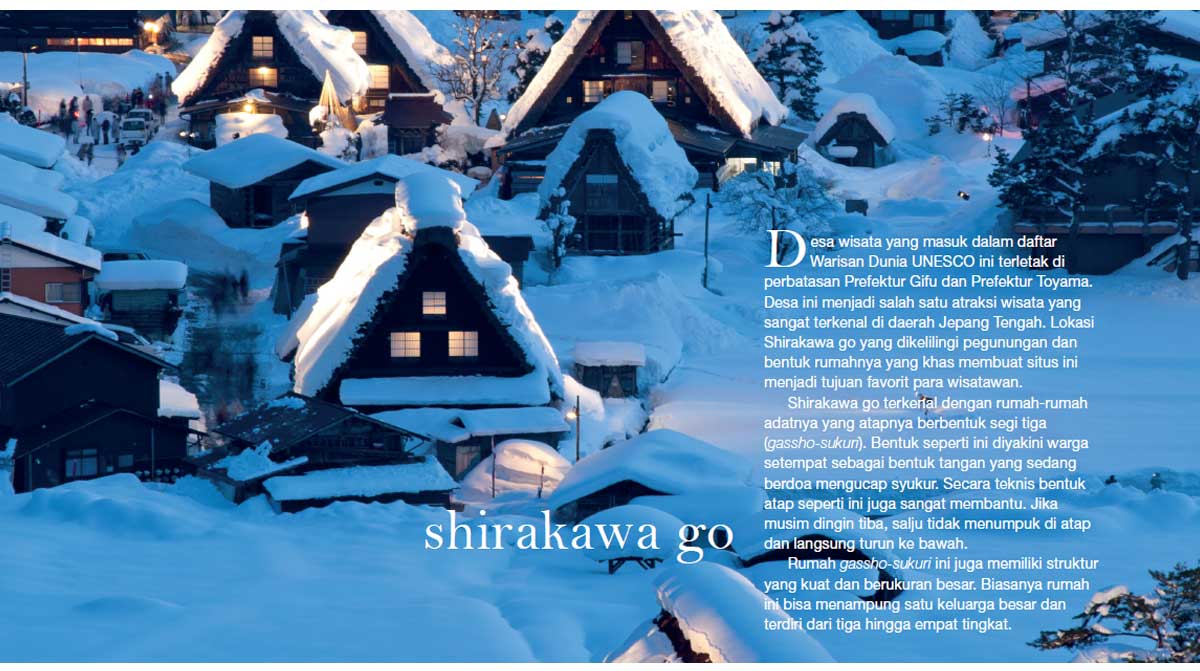 shirakawa go
Desa wisata yang masuk dalam daftar
Warisan Dunia UNESCO ini terletak di
perbatasan Prefektur Gifu dan Prefektur Toyama.
Desa ini menjadi salah satu atraksi wisata yang
sangat terkenal di daerah Jepang Tengah. Lokasi
Shirakawa go yang dikelilingi pegunungan dan
bentuk rumahnya yang khas membuat situs ini
menjadi tujuan favorit para wisatawan.
Shirakawa go terkenal dengan rumah-rumah
adatnya yang atapnya berbentuk segi tiga
(gassho-sukuri). Bentuk seperti ini diyakini warga
setempat sebagai bentuk tangan yang sedang
berdoa mengucap syukur. Secara teknis bentuk
atap seperti ini juga sangat membantu. Jika
musim dingin tiba, salju tidak menumpuk di atap
dan langsung turun ke bawah.
Rumah gassho-sukuri ini juga memiliki struktur
yang kuat dan berukuran besar. Biasanya rumah
ini bisa menampung satu keluarga besar dan
terdiri dari tiga hingga empat tingkat.